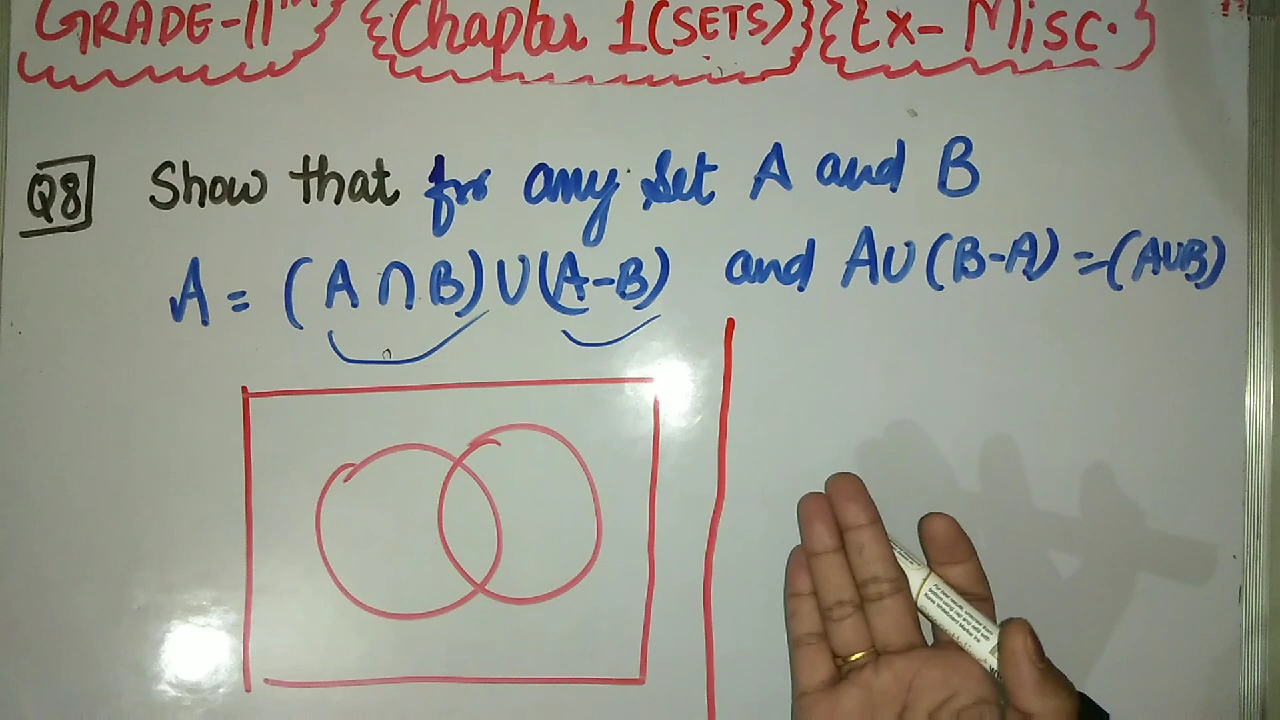 GRADE-11th} {Chapter 1(SETS)} {Ex- Misc.}
Q8 Show that for any set A and B
A = (A ∩ B) ∪ (A-B) and A∪(B-A) = (A∪B)